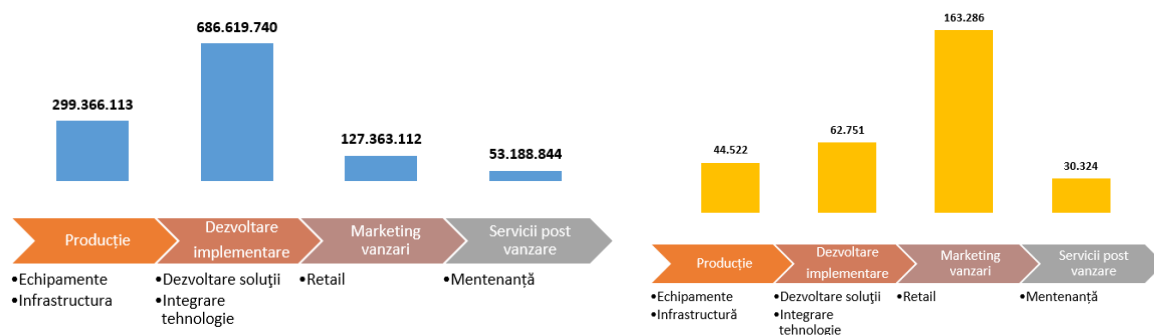 686.619.740
299.366.113
127.363.112
53.188.844
Producție
Dezvoltare
implementare
Marketing
vanzari
Servicii post
vanzare
•Echipamente
•Infrastructura
•Dezvoltare soluţii
•Integrare
tehnologie
•Retail
•Mentenanță
163.286
62.751
44.522
30.324
Producție
Dezvoltare
implementare
Marketing
vanzari
Servicii post
vanzare
•Echipamente
•Infrastructură
•Dezvoltare soluţii
•Integrare
tehnologie
•Retail
•Mentenanță